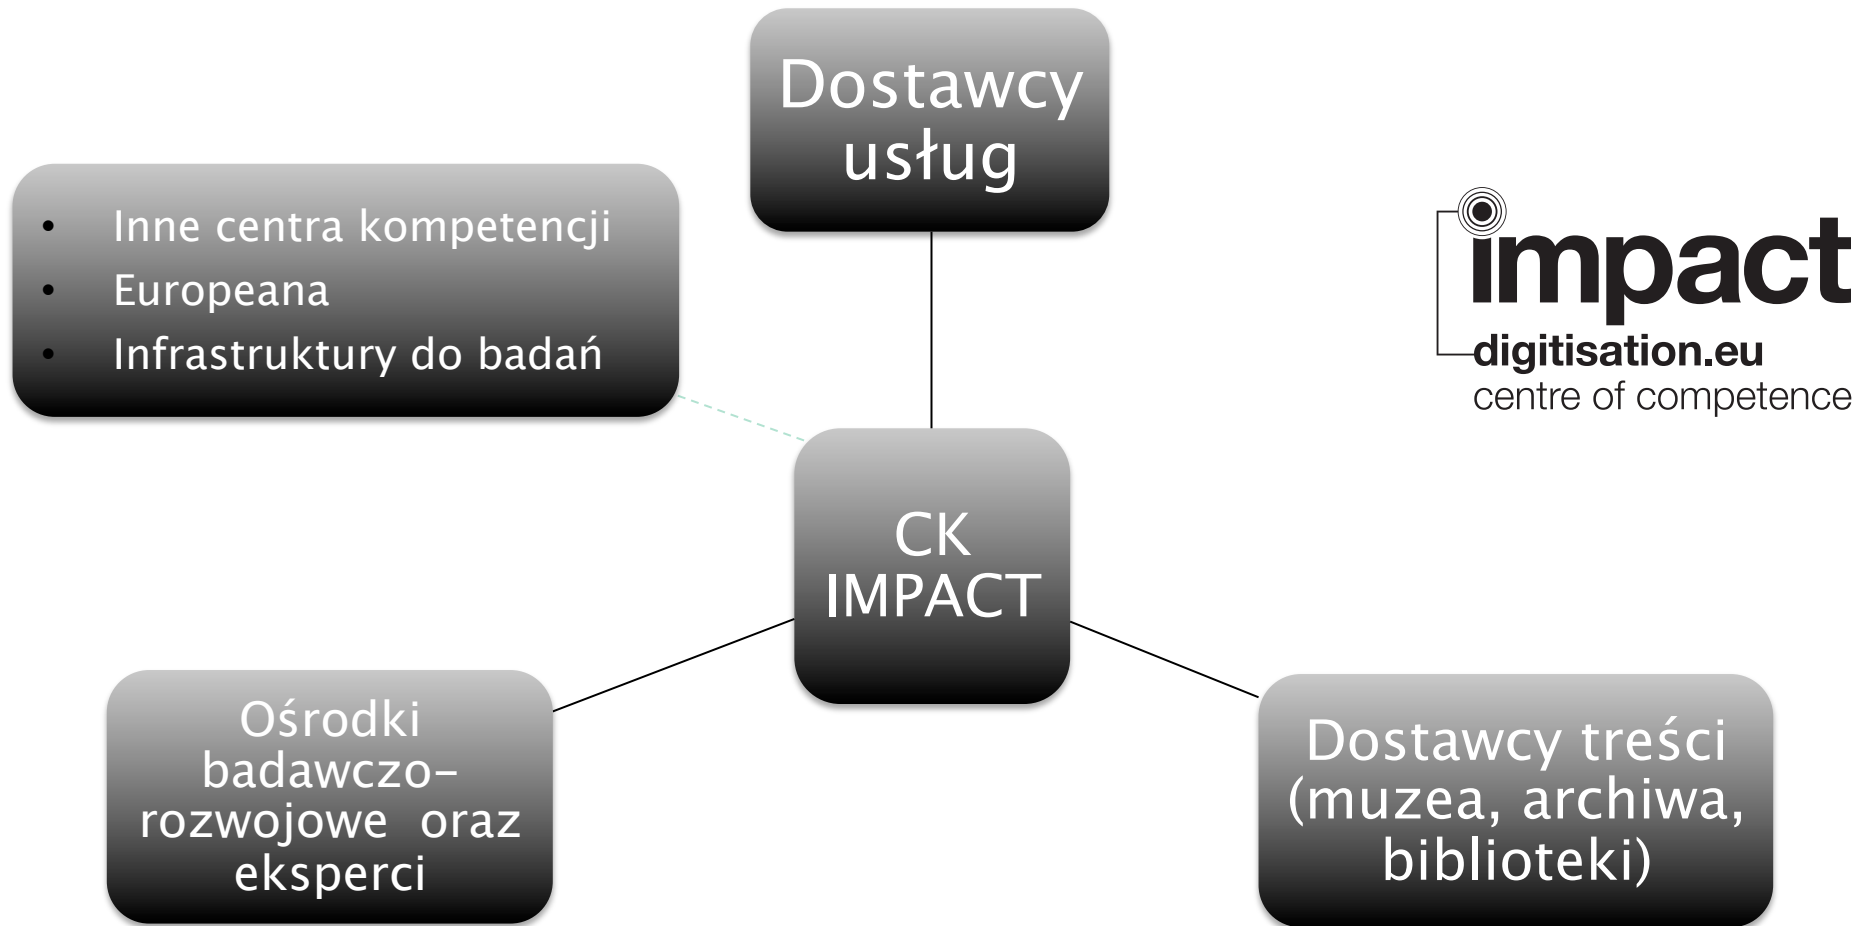 Dostawcy
usług
• Inne centra kompetencji
• Europeana
• Infrastruktury do badań
impact
digitisation.eu
centre of competence
CK
IMPACT
Ośrodki
badawczo-
rozwojowe oraz
eksperci
Dostawcy treści
(muzea, archiwa,
biblioteki)